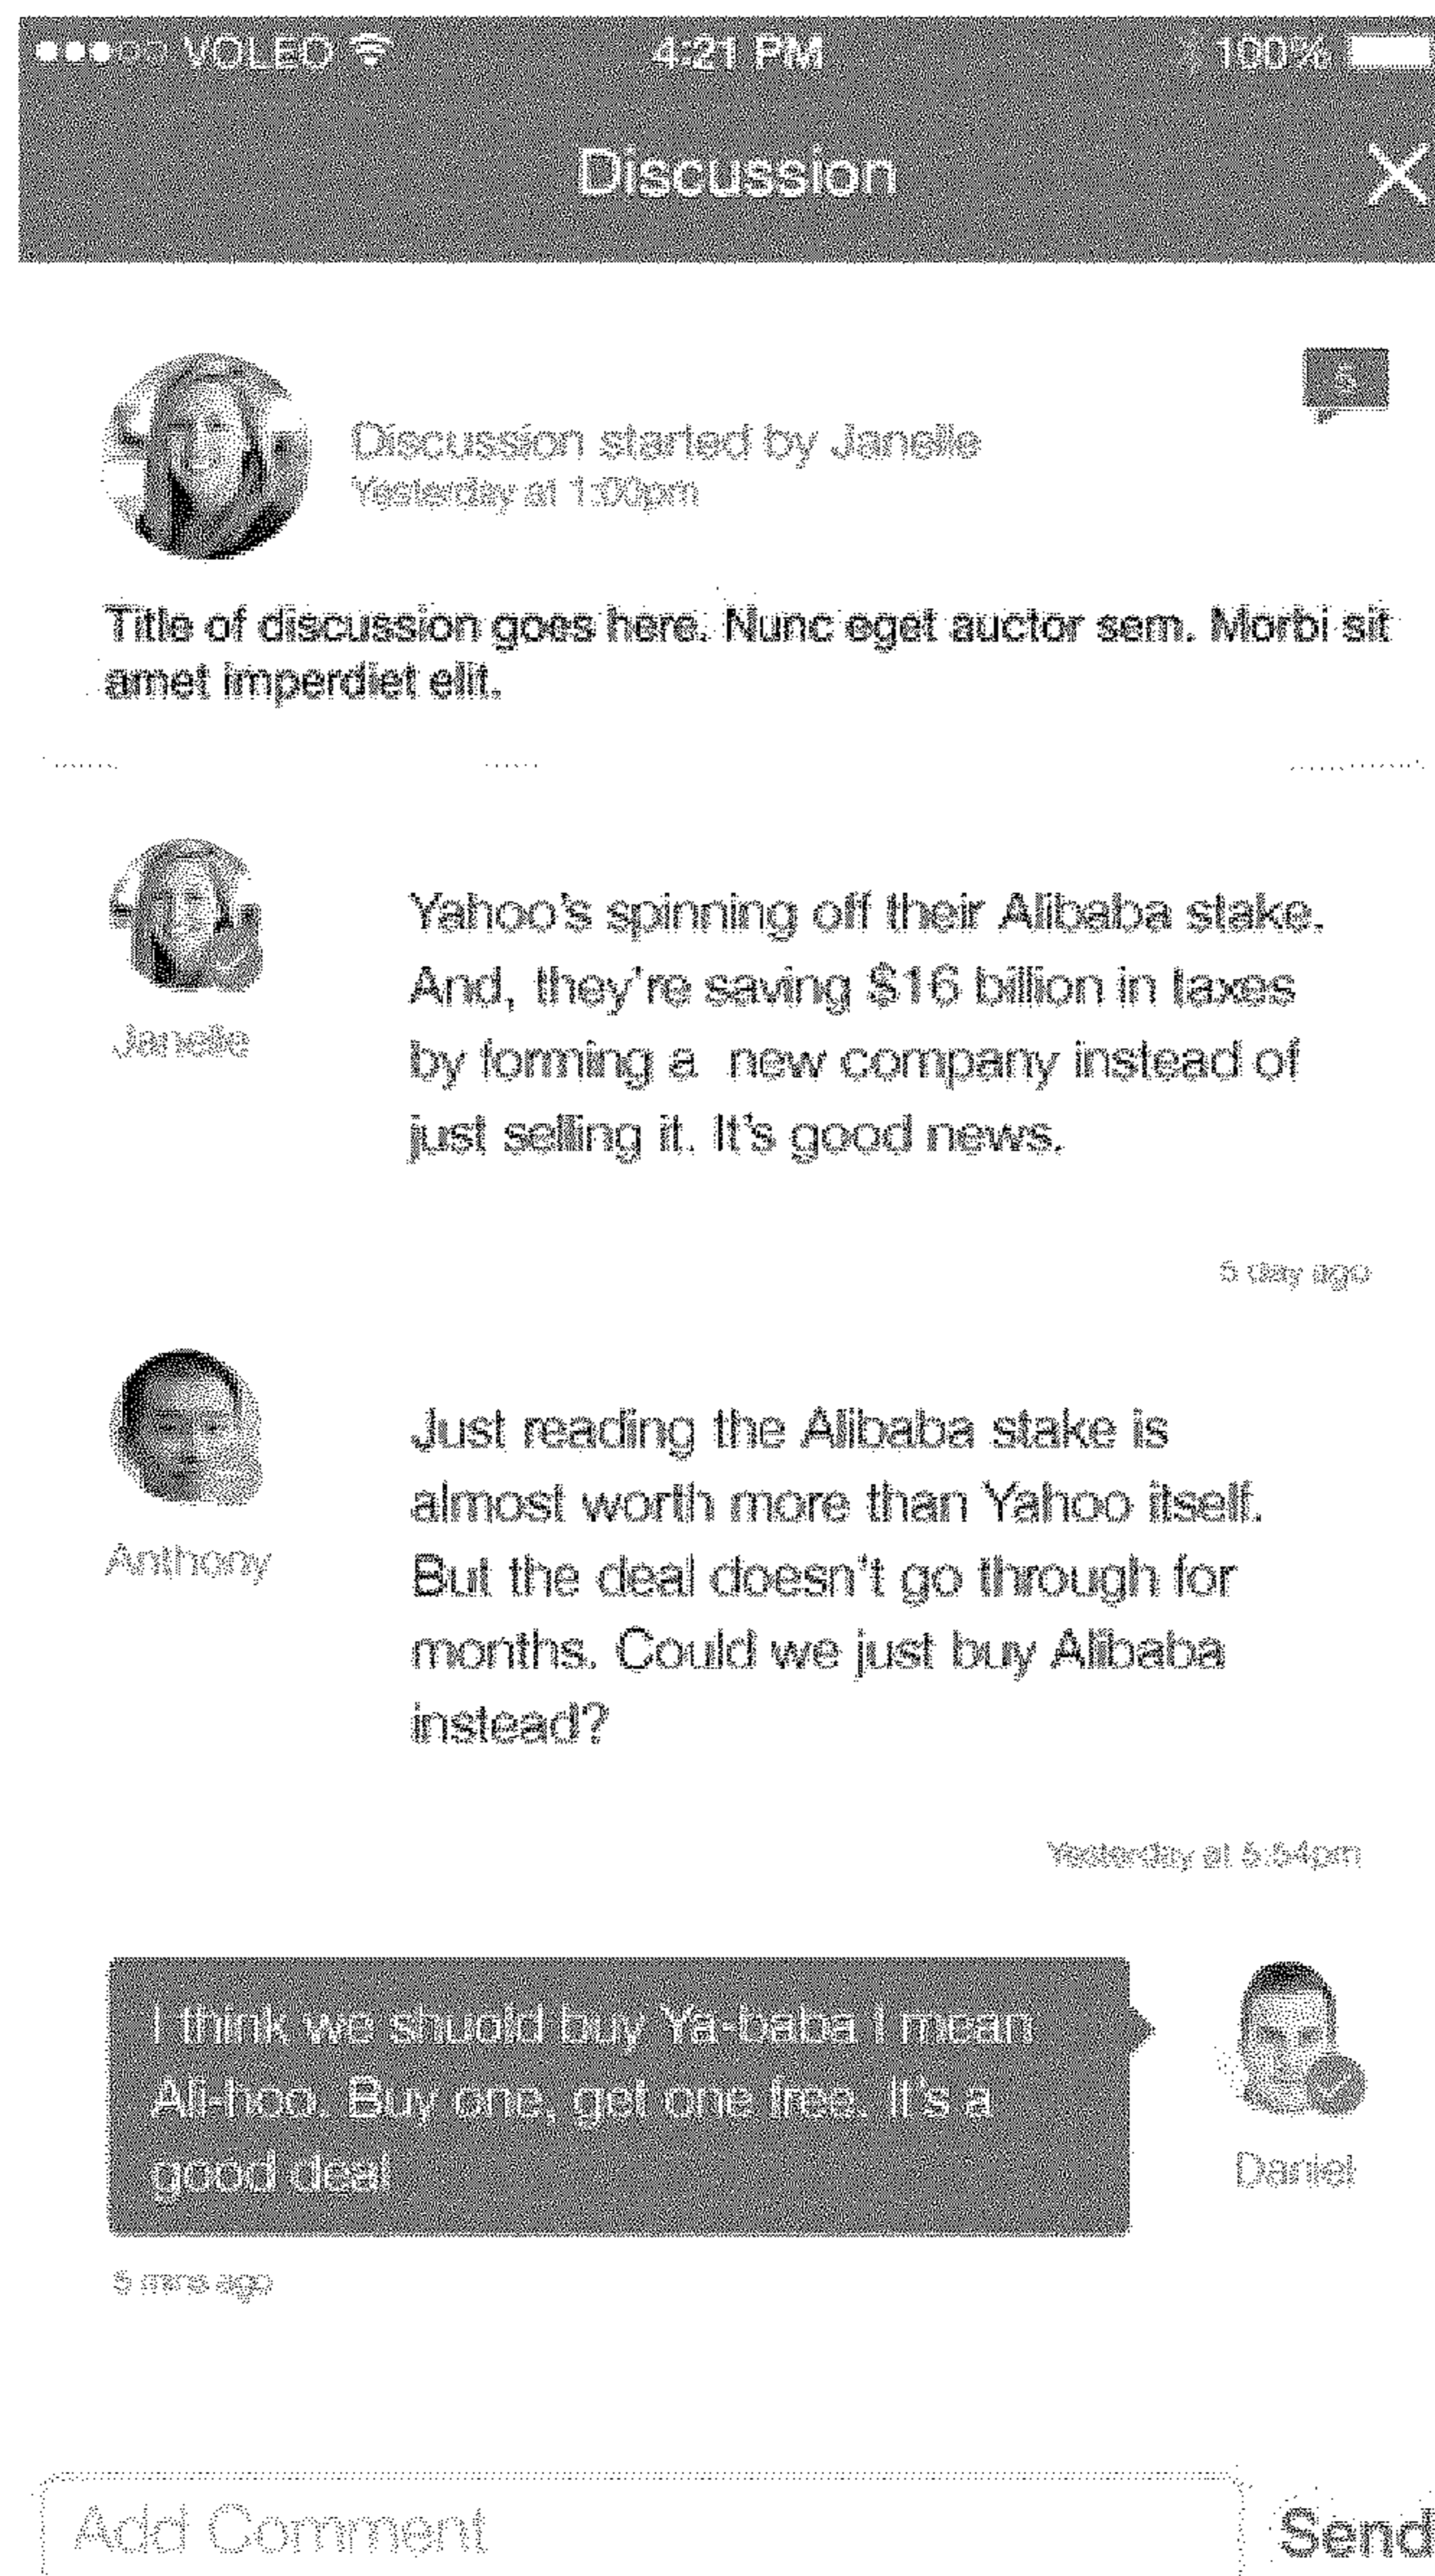 VOLEO 4:21 PM 100%
Discussion
5
Discussion started by Janelle
Yesterday at 1:00pm
Title of discussion goes here. Nunc eget auctor sem. Morbi sit
amet imperdiet elit.
Yahoo's spinning off their Alibaba stake.
And, they're saving $16 billion in taxes
by forming a  new company instead of
just selling it. It's good news.
Janelle
5 day ago
Just reading the Alibaba stake is
almost worth more than Yahoo itself.
But the deal doesn't go through for
months. Could we just buy Alibaba
instead?
Anthony
Yesterday at 5:54pm
I think we shuold buy Ya-baba I mean
Ali-hoo. Buy one, get one free. It's a
good deal
Daniel
5 mins ago
Add Comment
Send